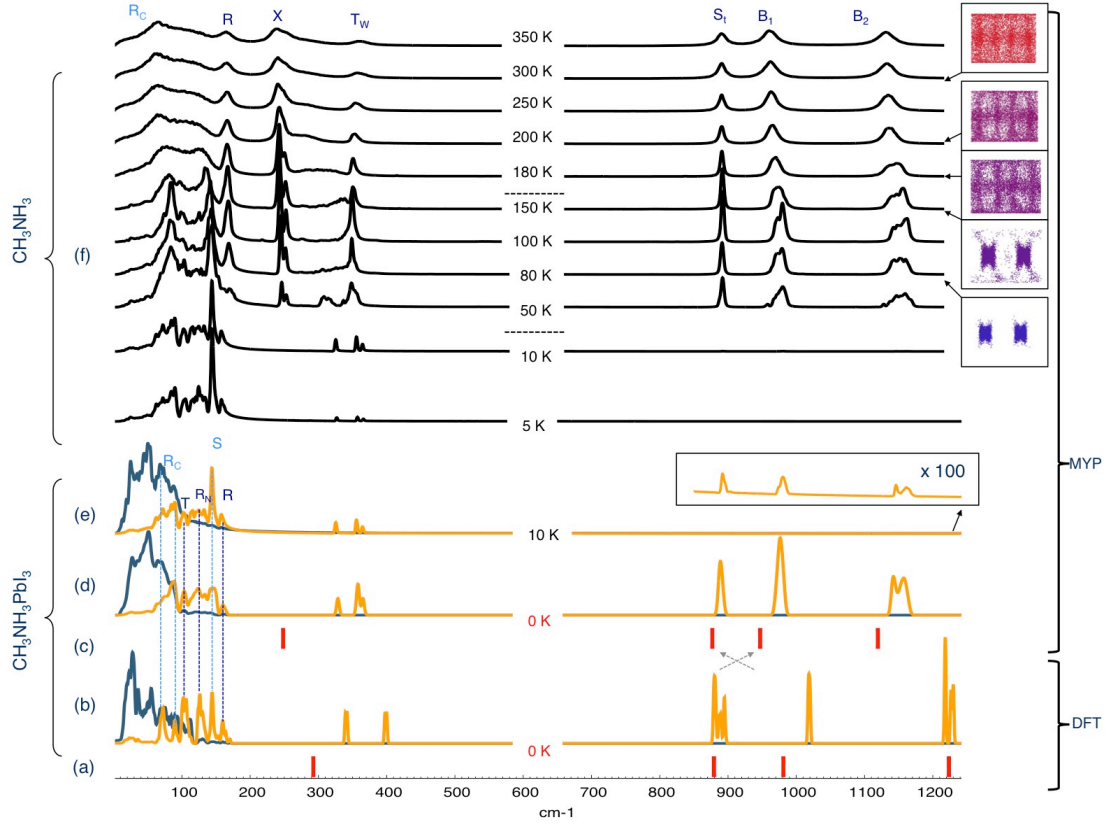 R_C R X T_W S_t B_1 B_2
350 K
300 K
250 K
200 K
180 K
150 K
100 K
80 K
50 K
10 K
5 K
CH_3NH_3
(f)
MYP
S
R_C T R_N R
x 100
(e)
10 K
(d)
0 K
(c)
CH_3NH_3PbI_3
(b)
0 K
DFT
(a)
100 200 300 400 500 600 700 800 900 1000 1100 1200
cm-1